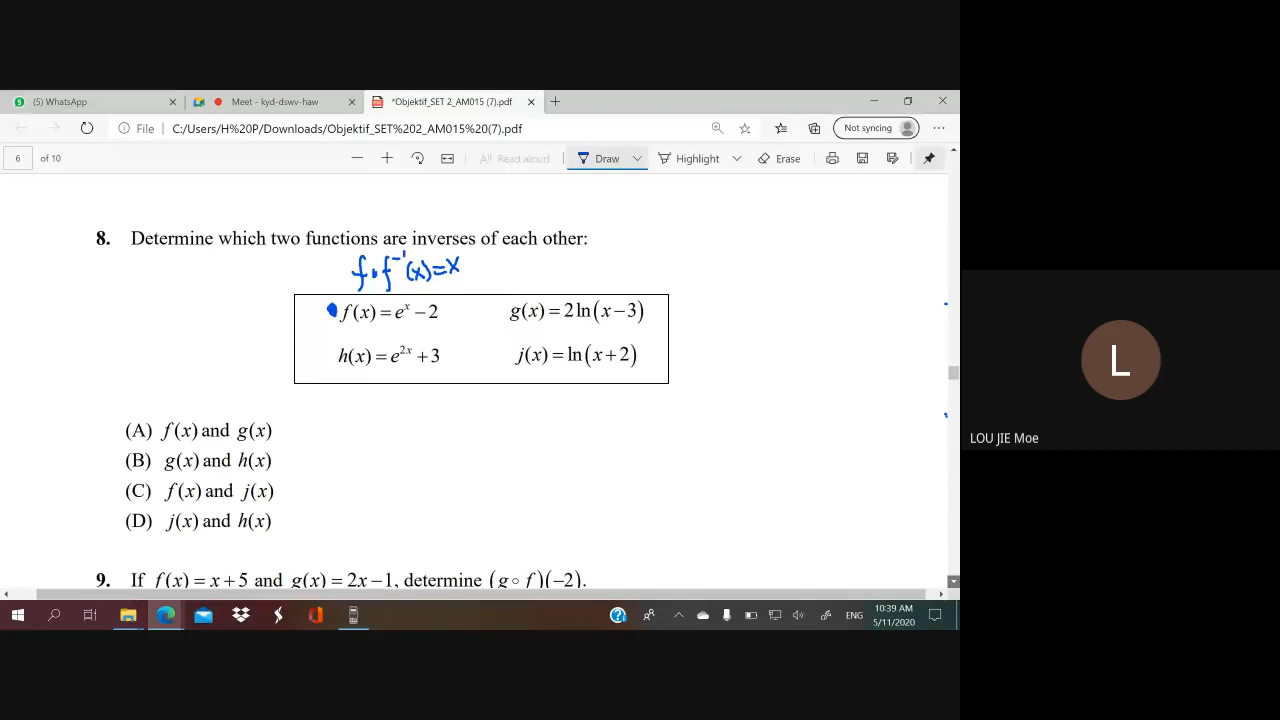 (5) WhatsApp
Meet - kyd-dswv-haw
*Objektif_SET 2_AM015 (7).pdf
File
C:/Users/H%20P/Downloads/Objektif_SET%202_AM015%20(7).pdf
Not syncing
6 of 10
Read aloud
Draw
Highlight
Erase
8. Determine which two functions are inverses of each other:
f∘f⁻¹(x)=x
f(x) = eˣ − 2 g(x) = 2 ln(x − 3)
h(x) = e²ˣ + 3 j(x) = ln(x + 2)
(A) f(x) and g(x)
(B) g(x) and h(x)
(C) f(x) and j(x)
(D) j(x) and h(x)
9. If f(x) = x + 5 and g(x) = 2x − 1, determine (g ∘ f)(−2).
L
LOU JIE Moe
ENG
10:39 AM
5/11/2020